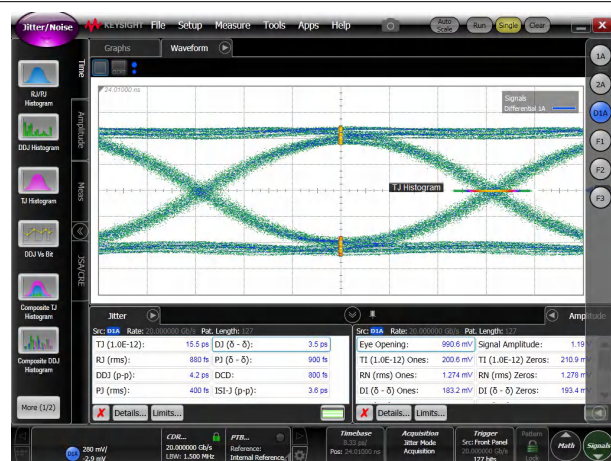 Jitter/Noise
KEYSIGHT File Setup Measure Tools Apps Help
Auto Scale
Run
Single
Clear
Graphs
Waveform
Time
Amplitude
Meas
JSA/CRE
RJ/PJ Histogram
DDJ Histogram
TJ Histogram
DDJ Vs Bit
Composite TJ Histogram
Composite DDJ Histogram
More (1/2)
24.01000 ns
Signals
Differential 1A
TJ Histogram
1A
2A
D1A
F1
F2
F3
Jitter
Src: D1A Rate: 20.000000 Gb/s Pat. Length: 127
TJ (1.0E-12): 15.5 ps DJ (δ - δ): 3.5 ps
RJ (rms): 880 fs PJ (δ - δ): 900 fs
DDJ (p-p): 4.2 ps DCD: 800 fs
PJ (rms): 400 fs ISI-J (p-p): 3.6 ps
Details... Limits...
Amplitude
Src: D1A Rate: 20.000000 Gb/s Pat. Length: 127
Eye Opening: 990.6 mV Signal Amplitude: 1.19 V
TI (1.0E-12) Ones: 200.6 mV TI (1.0E-12) Zeros: 210.9 m
RN (rms) Ones: 1.274 mV RN (rms) Zeros: 1.278 m
DI (δ - δ) Ones: 183.2 mV DI (δ - δ) Zeros: 193.4 m
Details... Limits...
D1A 280 mV/
-2.9 mV
CDR...
20.000000 Gb/s
LBW: 1.500 MHz
PTB...
Reference:
Internal Reference
Timebase
8.33 ps/
Pos: 24.01000 ns
Acquisition
Jitter Mode
Acquisition
Trigger
Src: Front Panel
20.000000 Gb/s
127 bits
Pattern
Lock
Math
Signals